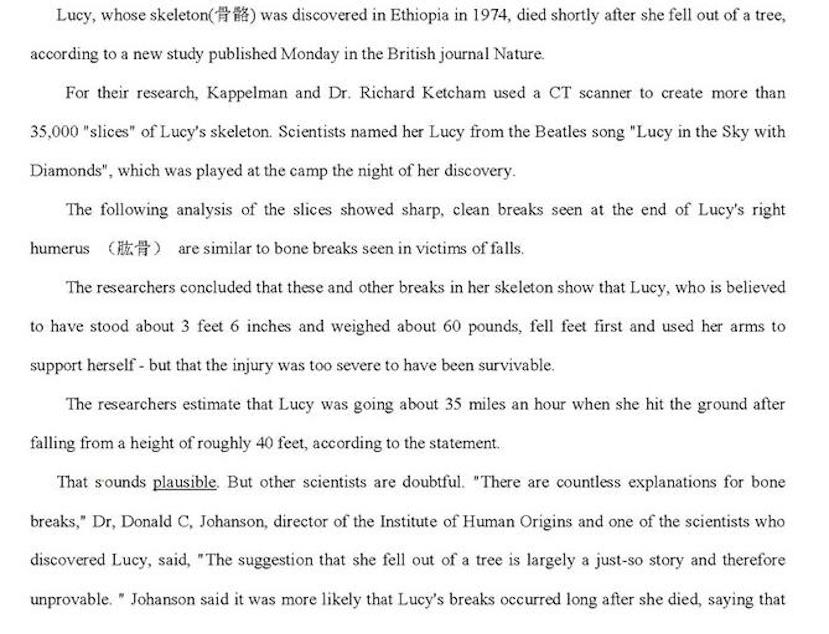 Lucy, whose skeleton(骨骼) was discovered in Ethiopia in 1974, died shortly after she fell out of a tree,
according to a new study published Monday in the British journal Nature.
For their research, Kappelman and Dr. Richard Ketcham used a CT scanner to create more than
35,000 "slices" of Lucy's skeleton. Scientists named her Lucy from the Beatles song "Lucy in the Sky with
Diamonds", which was played at the camp the night of her discovery.
The following analysis of the slices showed sharp, clean breaks seen at the end of Lucy's right
humerus （肱骨） are similar to bone breaks seen in victims of falls.
The researchers concluded that these and other breaks in her skeleton show that Lucy, who is believed
to have stood about 3 feet 6 inches and weighed about 60 pounds, fell feet first and used her arms to
support herself - but that the injury was too severe to have been survivable.
The researchers estimate that Lucy was going about 35 miles an hour when she hit the ground after
falling from a height of roughly 40 feet, according to the statement.
That sounds plausible. But other scientists are doubtful. "There are countless explanations for bone
breaks," Dr, Donald C, Johanson, director of the Institute of Human Origins and one of the scientists who
discovered Lucy, said, "The suggestion that she fell out of a tree is largely a just-so story and therefore
unprovable. " Johanson said it was more likely that Lucy's breaks occurred long after she died, saying that